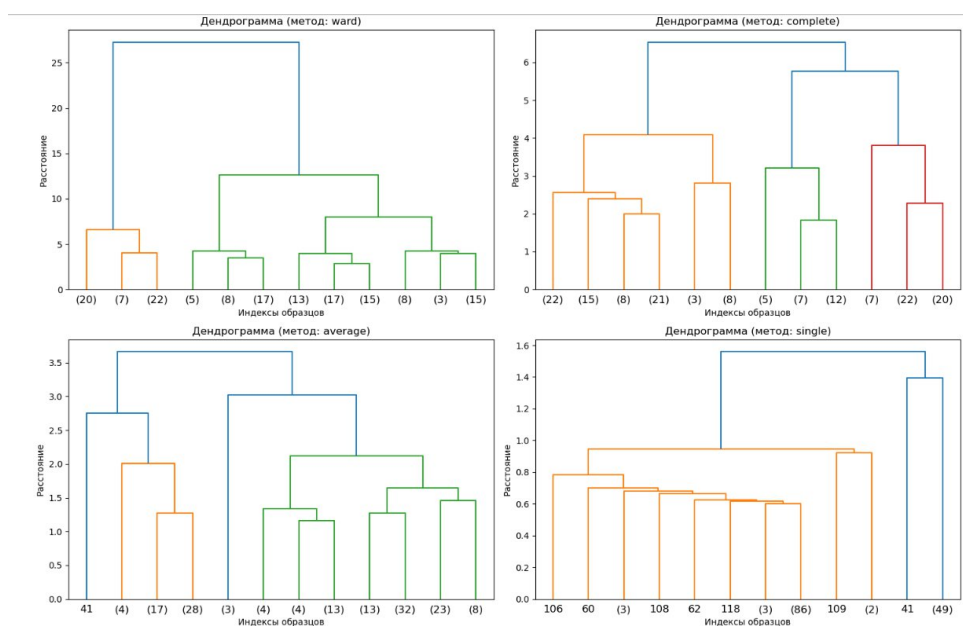 Дендрограмма (метод: ward)
Расстояние
25
20
15
10
5
0
(20) (7) (22) (5) (8) (17) (13) (17) (15) (8) (3) (15)
Индексы образцов
Дендрограмма (метод: complete)
Расстояние
6
5
4
3
2
1
0
(22) (15) (8) (21) (3) (8) (5) (7) (12) (7) (22) (20)
Индексы образцов
Дендрограмма (метод: average)
Расстояние
3.5
3.0
2.5
2.0
1.5
1.0
0.5
0.0
41 (4) (17) (28) (3) (4) (4) (13) (13) (32) (23) (8)
Индексы образцов
Дендрограмма (метод: single)
Расстояние
1.6
1.4
1.2
1.0
0.8
0.6
0.4
0.2
0.0
106 60 (3) 108 62 118 (3) (86) 109 (2) 41 (49)
Индексы образцов